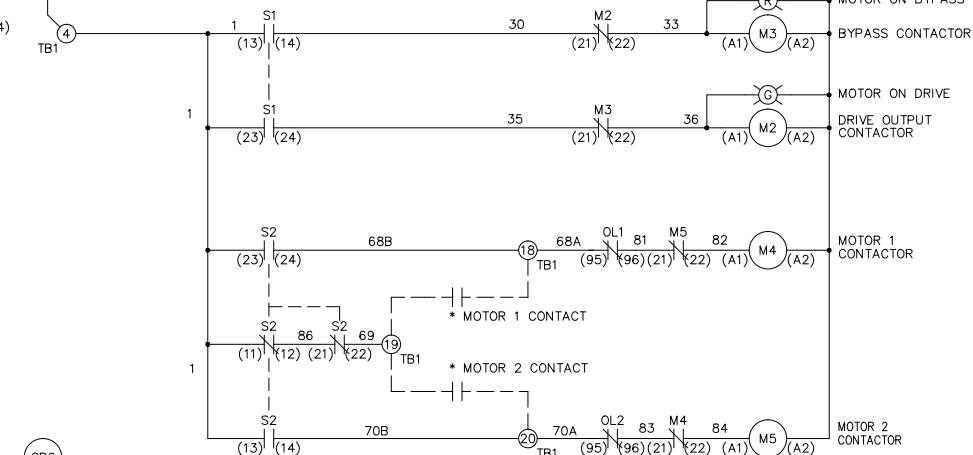 R MOTOR ON BYPASS
4)
4
TB1
1 S1 30 M2 33 M3 BYPASS CONTACTOR
(13) (14) (21) (22) (A1) (A2)
G MOTOR ON DRIVE
1 S1 35 M3 36 M2 DRIVE OUTPUT
CONTACTOR
(23) (24) (21) (22) (A1) (A2)
S2 68B 18 68A OL1 81 M5 82 M4 MOTOR 1
CONTACTOR
(23) (24) TB1 (95) (96) (21) (22) (A1) (A2)
* MOTOR 1 CONTACT
S2 86 S2 69 19
1 (11) (12) (21) (22) TB1
* MOTOR 2 CONTACT
S2 70B 20 70A OL2 83 M4 84 M5 MOTOR 2
CONTACTOR
(13) (14) TB1 (95) (96) (21) (22) (A1) (A2)